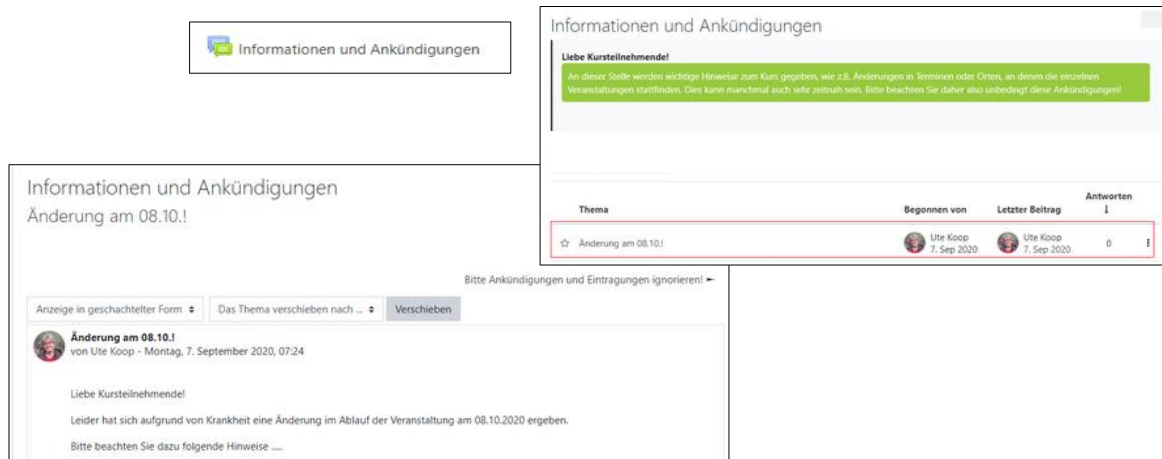 Informationen und Ankündigungen
Informationen und Ankündigungen
Liebe Kursteilnehmende!
An dieser Stelle werden wichtige Hinweise zum Kurs gegeben, wie z.B. Änderungen in Terminen oder Orten, an denen die einzelnen
Veranstaltungen stattfinden. Dies kann manchmal auch sehr zeitnah sein. Bitte beachten Sie daher also unbedingt diese Ankündigungen!
Thema Begonnen von Letzter Beitrag Antworten ↓
Änderung am 08.10.! Ute Koop Ute Koop 0
7. Sep 2020 7. Sep 2020
Informationen und Ankündigungen
Änderung am 08.10.!
Bitte Ankündigungen und Eintragungen ignorieren! ►
Anzeige in geschachtelter Form Das Thema verschieben nach ... Verschieben
Änderung am 08.10.!
von Ute Koop - Montag, 7. September 2020, 07:24
Liebe Kursteilnehmende!
Leider hat sich aufgrund von Krankheit eine Änderung im Ablauf der Veranstaltung am 08.10.2020 ergeben.
Bitte beachten Sie dazu folgende Hinweise .....